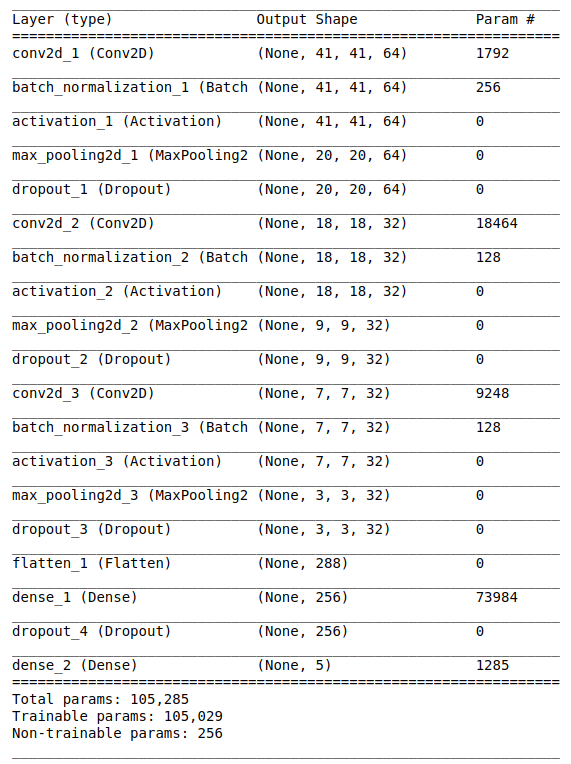 Layer (type) Output Shape Param #
=================================================================
conv2d_1 (Conv2D) (None, 41, 41, 64) 1792
batch_normalization_1 (Batch (None, 41, 41, 64) 256
activation_1 (Activation) (None, 41, 41, 64) 0
max_pooling2d_1 (MaxPooling2 (None, 20, 20, 64) 0
dropout_1 (Dropout) (None, 20, 20, 64) 0
conv2d_2 (Conv2D) (None, 18, 18, 32) 18464
batch_normalization_2 (Batch (None, 18, 18, 32) 128
activation_2 (Activation) (None, 18, 18, 32) 0
max_pooling2d_2 (MaxPooling2 (None, 9, 9, 32) 0
dropout_2 (Dropout) (None, 9, 9, 32) 0
conv2d_3 (Conv2D) (None, 7, 7, 32) 9248
batch_normalization_3 (Batch (None, 7, 7, 32) 128
activation_3 (Activation) (None, 7, 7, 32) 0
max_pooling2d_3 (MaxPooling2 (None, 3, 3, 32) 0
dropout_3 (Dropout) (None, 3, 3, 32) 0
flatten_1 (Flatten) (None, 288) 0
dense_1 (Dense) (None, 256) 73984
dropout_4 (Dropout) (None, 256) 0
dense_2 (Dense) (None, 5) 1285
=================================================================
Total params: 105,285
Trainable params: 105,029
Non-trainable params: 256